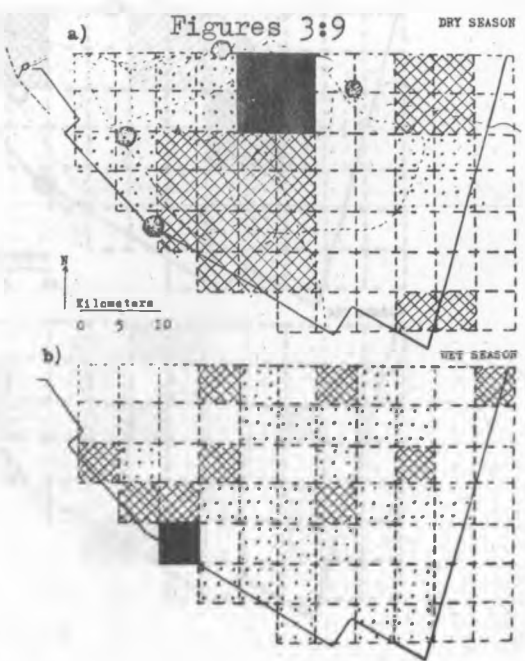 Figures 3:9
DRY SEASON
a)
N
Kilometers
0 5 10
b)
WET SEASON